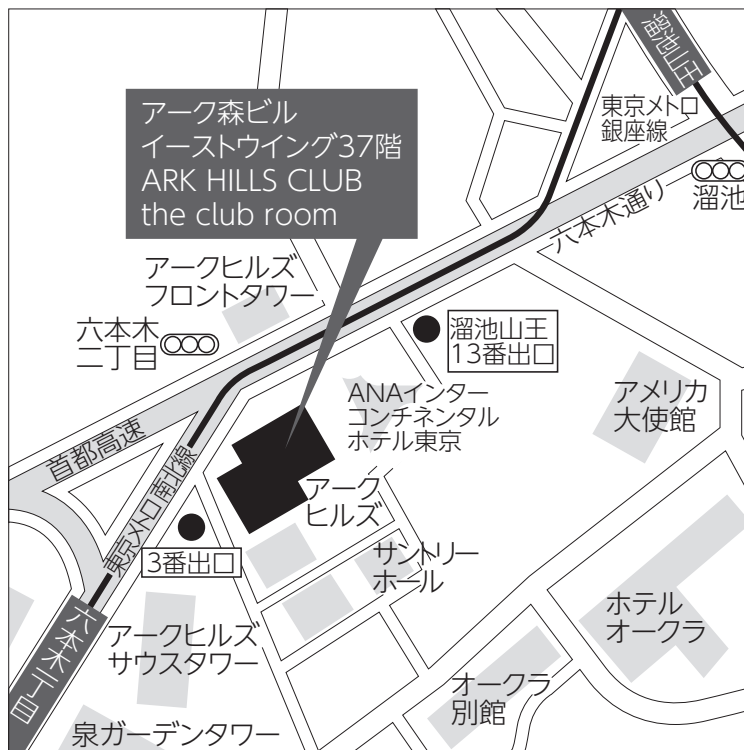 溜池山王
東京メトロ
銀座線
アーク森ビル
イーストウイング37階
ARK HILLS CLUB
the club room
溜池
六本木通り
アークヒルズ
フロントタワー
六本木
二丁目
溜池山王
13番出口
ANAインター
コンチネンタル
ホテル東京
アメリカ
大使館
首都高速
東京メトロ南北線
アーク
ヒルズ
3番出口
サントリー
ホール
ホテル
オークラ
六本木一丁目
アークヒルズ
サウスタワー
オークラ
別館
泉ガーデンタワー